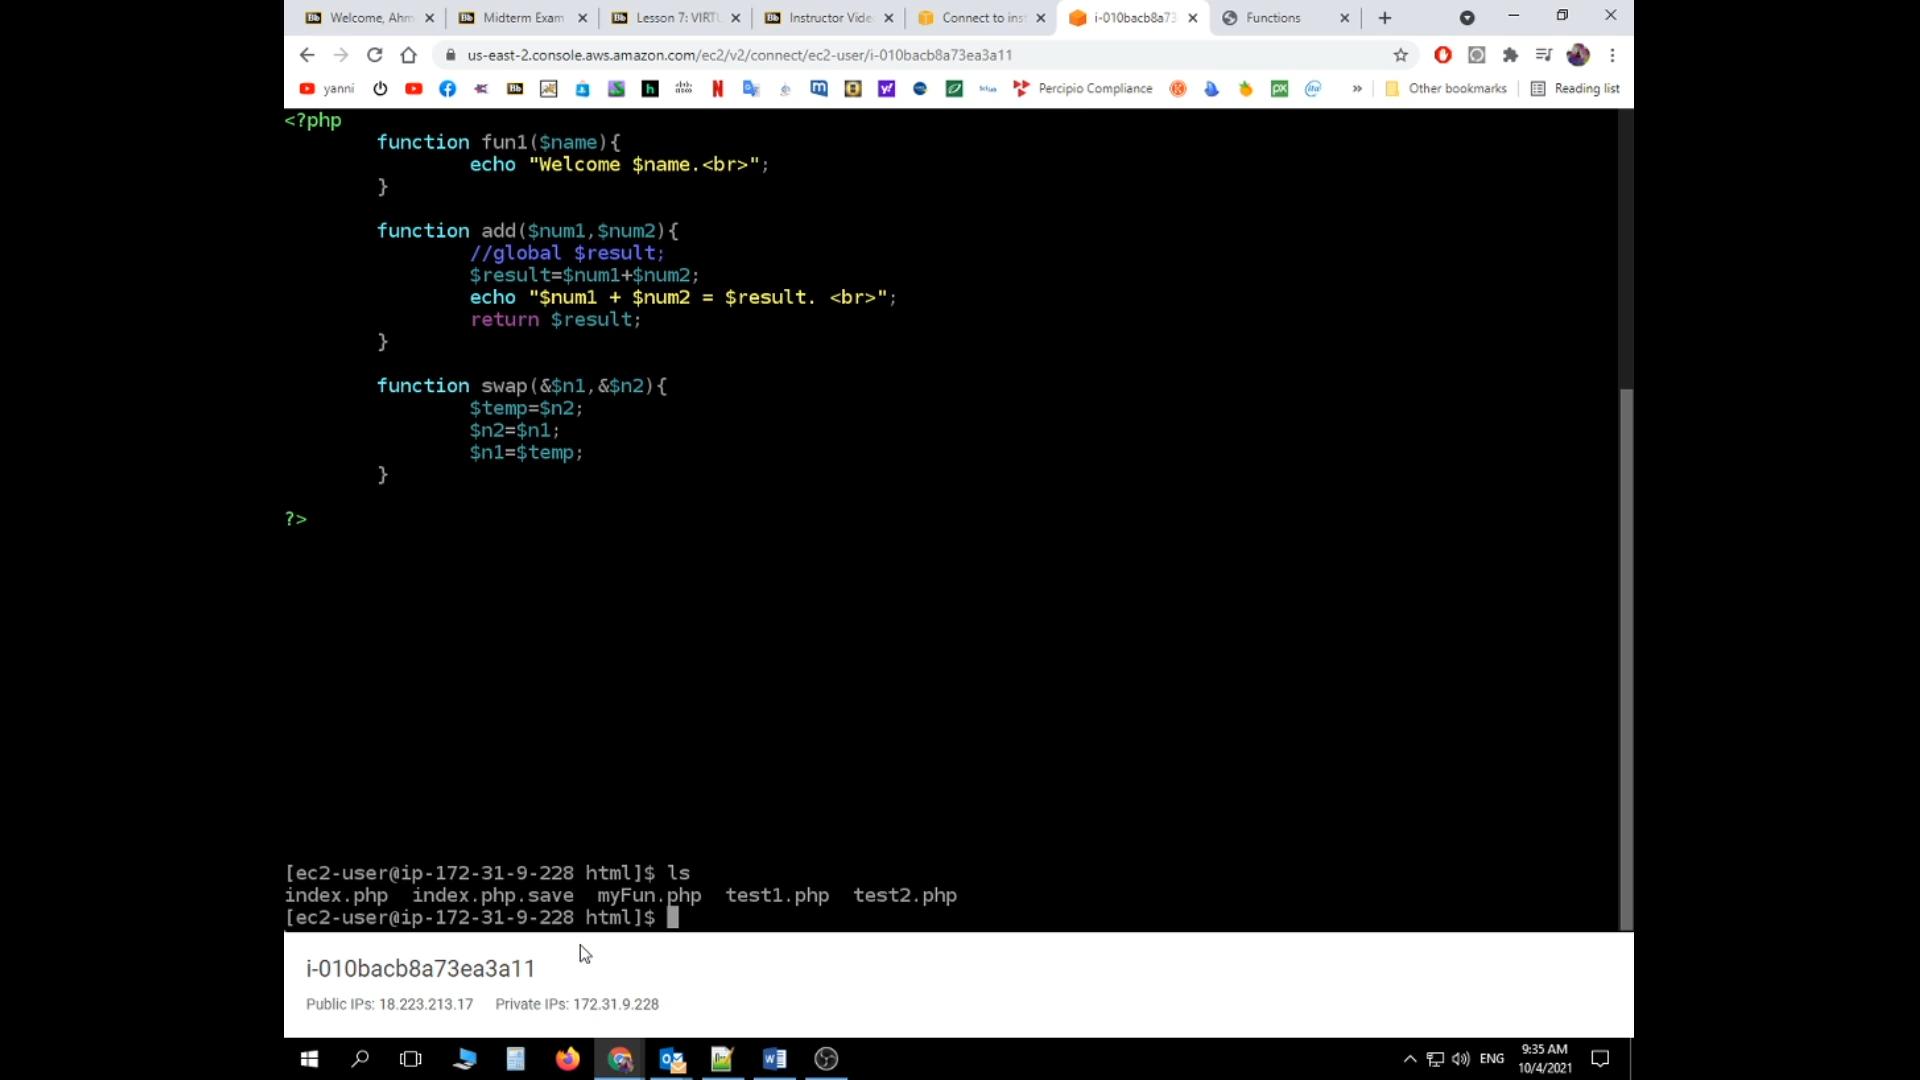 Welcome, Ahm
Midterm Exam
Lesson 7: VIRTU
Instructor Vide
Connect to ins
i-010bacb8a73
Functions
us-east-2.console.aws.amazon.com/ec2/v2/connect/ec2-user/i-010bacb8a73ea3a11
yanni
Percipio Compliance
Other bookmarks
Reading list
<?php
function fun1($name){
echo "Welcome $name.<br>";
}
function add($num1,$num2){
//global $result;
$result=$num1+$num2;
echo "$num1 + $num2 = $result. <br>";
return $result;
}
function swap(&$n1,&$n2){
$temp=$n2;
$n2=$n1;
$n1=$temp;
}
?>
[ec2-user@ip-172-31-9-228 html]$ ls
index.php index.php.save myFun.php test1.php test2.php
[ec2-user@ip-172-31-9-228 html]$
i-010bacb8a73ea3a11
Public IPs: 18.223.213.17 Private IPs: 172.31.9.228
ENG
9:35 AM
10/4/2021